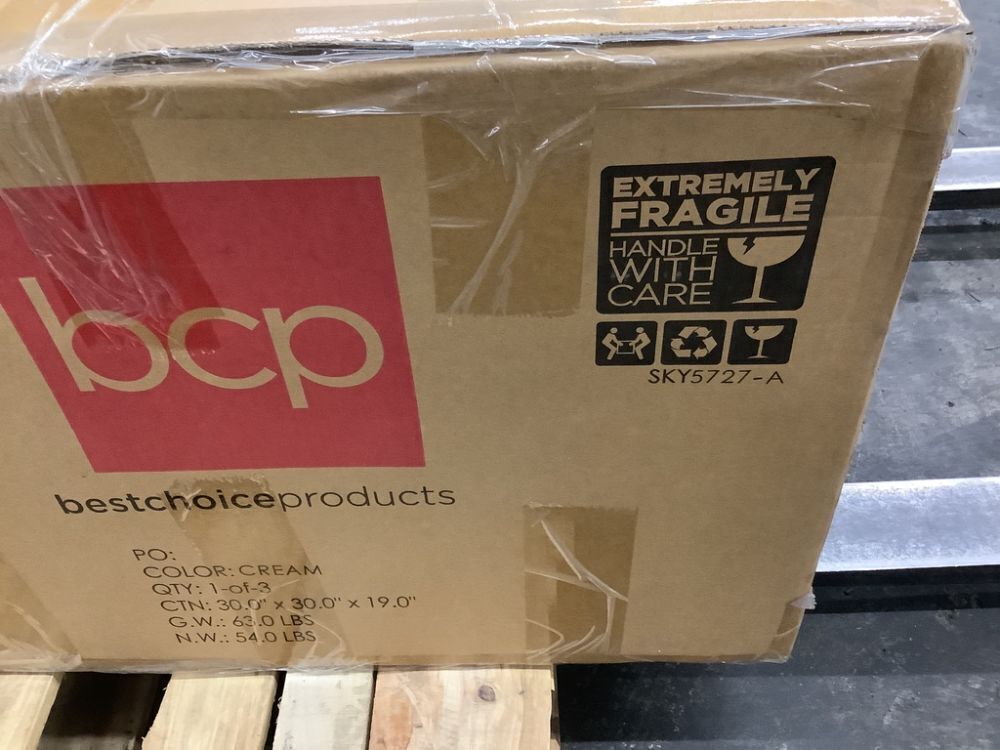 bcp
bestchoiceproducts
PO:
COLOR: CREAM
QTY: 1-of-3
CTN: 30.0" x 30.0" x 19.0"
G.W.: 63.0 LBS
N.W.: 54.0 LBS
EXTREMELY
FRAGILE
HANDLE
WITH
CARE
SKY5727-A